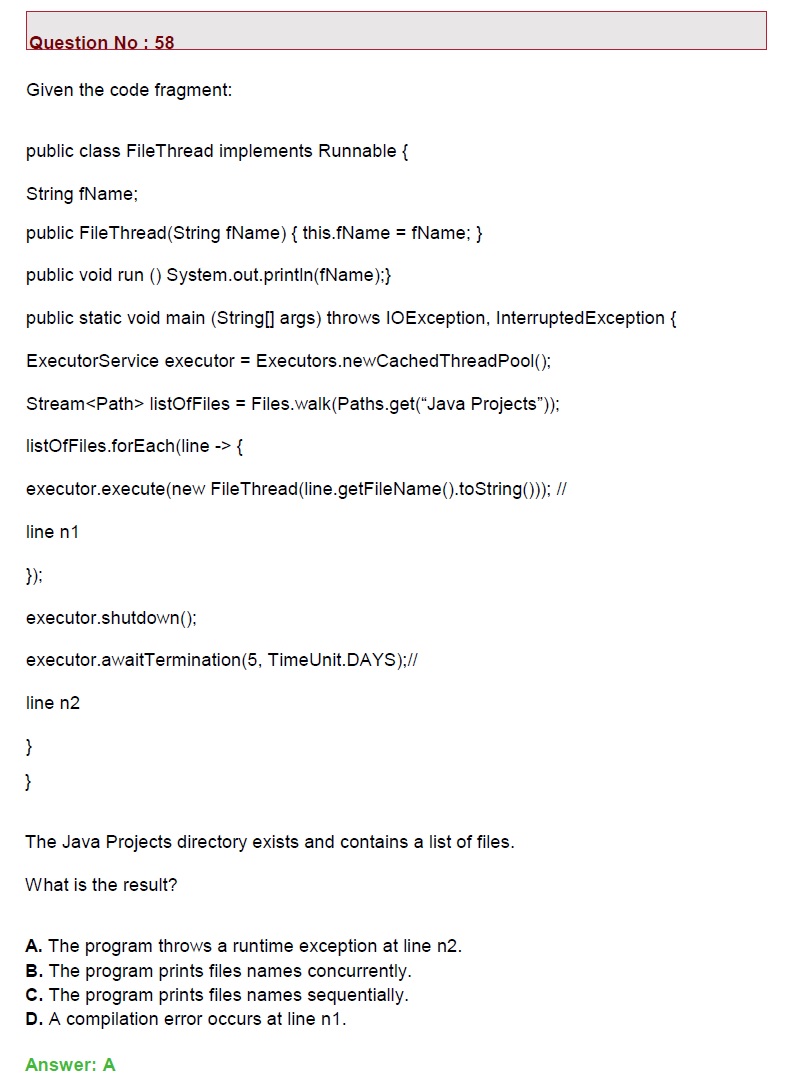 Question No : 58
Given the code fragment:
public class FileThread implements Runnable {
String fName;
public FileThread(String fName) { this.fName = fName; }
public void run () System.out.println(fName);}
public static void main (String[] args) throws IOException, InterruptedException {
ExecutorService executor = Executors.newCachedThreadPool();
Stream<Path> listOfFiles = Files.walk(Paths.get(“Java Projects”));
listOfFiles.forEach(line -> {
executor.execute(new FileThread(line.getFileName().toString())); //
line n1
});
executor.shutdown();
executor.awaitTermination(5, TimeUnit.DAYS);//
line n2
}
}
The Java Projects directory exists and contains a list of files.
What is the result?
A. The program throws a runtime exception at line n2.
B. The program prints files names concurrently.
C. The program prints files names sequentially.
D. A compilation error occurs at line n1.
Answer: A